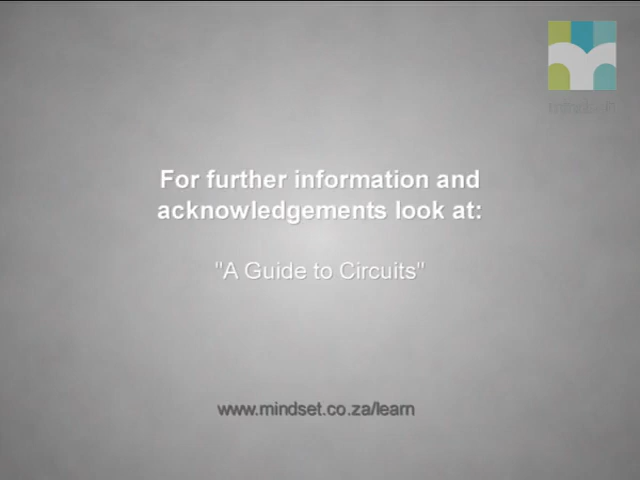 For further information and
acknowledgements look at:
"A Guide to Circuits"
www.mindset.co.za/learn